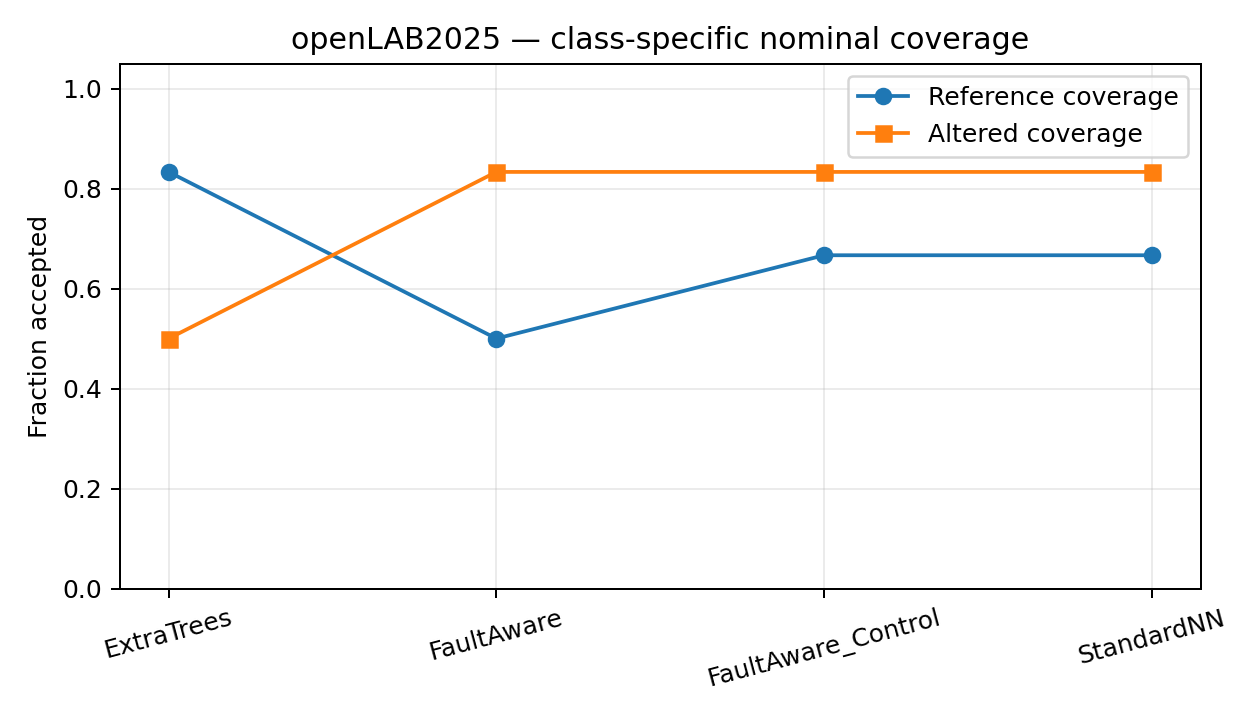 openLAB2025 — class-specific nominal coverage
Reference coverage
Altered coverage
Fraction accepted
1.0
0.8
0.6
0.4
0.2
0.0
ExtraTrees
FaultAware
FaultAware_Control
StandardNN